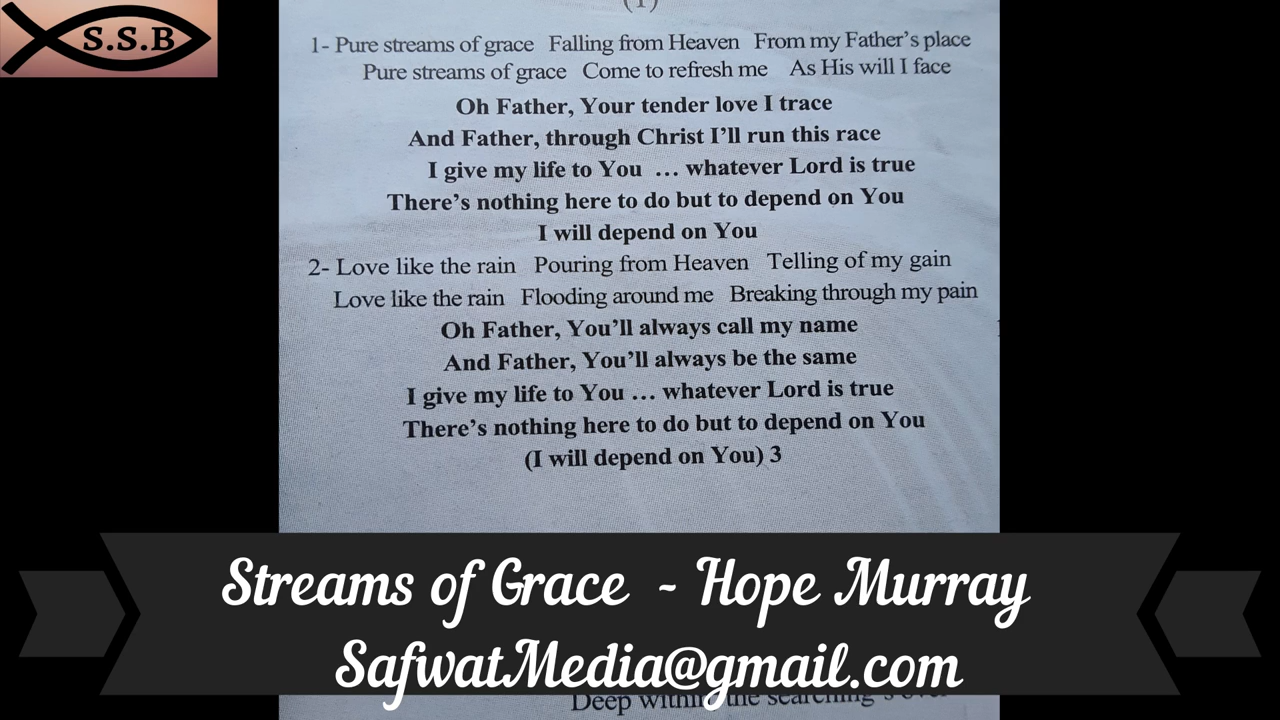 S.S.B
(1)
1- Pure streams of grace Falling from Heaven From my Father's place
Pure streams of grace Come to refresh me As His will I face
Oh Father, Your tender love I trace
And Father, through Christ I'll run this race
I give my life to You ... whatever Lord is true
There's nothing here to do but to depend on You
I will depend on You
2- Love like the rain Pouring from Heaven Telling of my gain
Love like the rain Flooding around me Breaking through my pain
Oh Father, You'll always call my name
And Father, You'll always be the same
I give my life to You ... whatever Lord is true
There's nothing here to do but to depend on You
(I will depend on You) 3
Streams of Grace - Hope Murray
SafwatMedia@gmail.com
Deep within the searching's over